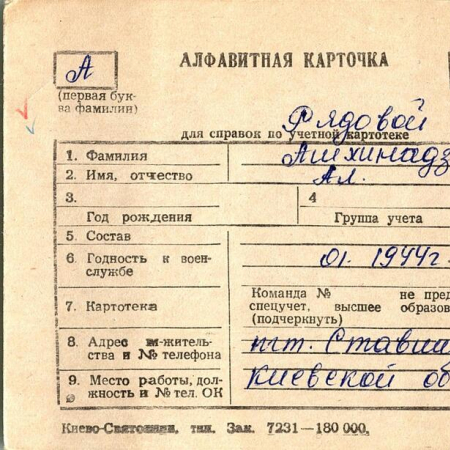 А
АЛФАВИТНАЯ КАРТОЧКА
(первая бук-
ва фамилии)
Рядовой
для справок по учетной картотеке
1. Фамилия
2. Имя, отчество Ал.
3. 4
Год рождения Группа учета
5. Состав
6. Годность к воен-
службе 01. 1944г.
Команда № не пред
7. Картотека спецучет, высшее образов
(подчеркнуть)
8. Адрес м-житель-
ства и № телефона пгт.
9. Место работы, дол-
жность и № тел. ОК Киевской об
Киево-Святошин. тип. Зак. 7231—180 000.